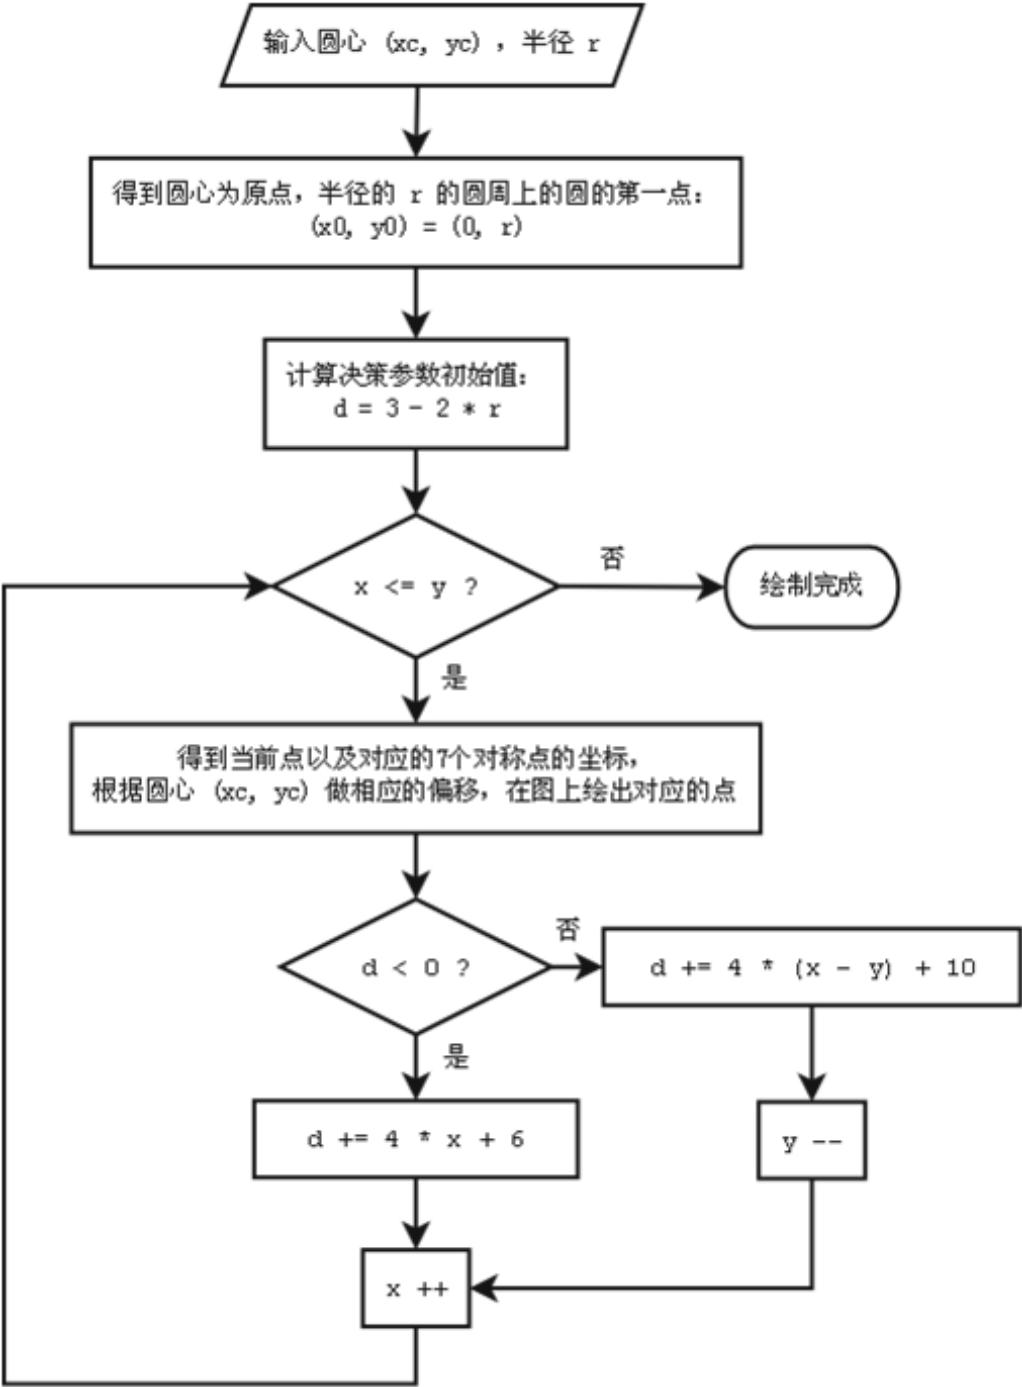 输入圆心 (xc, yc) ，半径 r
得到圆心为原点，半径的 r 的圆周上的圆的第一点：
(x0, y0) = (0, r)
计算决策参数初始值：
d = 3 - 2 * r
x <= y ?
否
绘制完成
是
得到当前点以及对应的7个对称点的坐标，
根据圆心 (xc, yc) 做相应的偏移，在图上绘出对应的点
d < 0 ?
否
d += 4 * (x - y) + 10
是
d += 4 * x + 6
y --
x ++